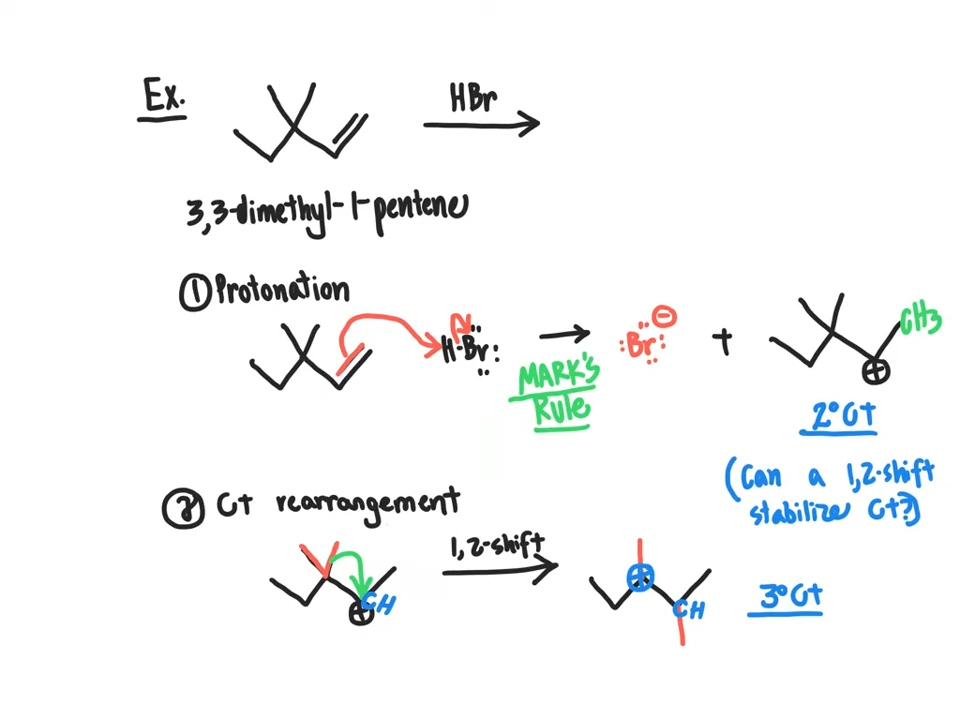 Ex.
HBr
3,3-dimethyl-1-pentene
① Protonation
H-Br: → :Br: ⊖ + CH3
⊕
MARK'S
RULE
2° C+
(Can a 1,2-shift
stabilize C+?)
② C+ rearrangement
1,2-shift
CH ⊕
⊕ CH
3° C+